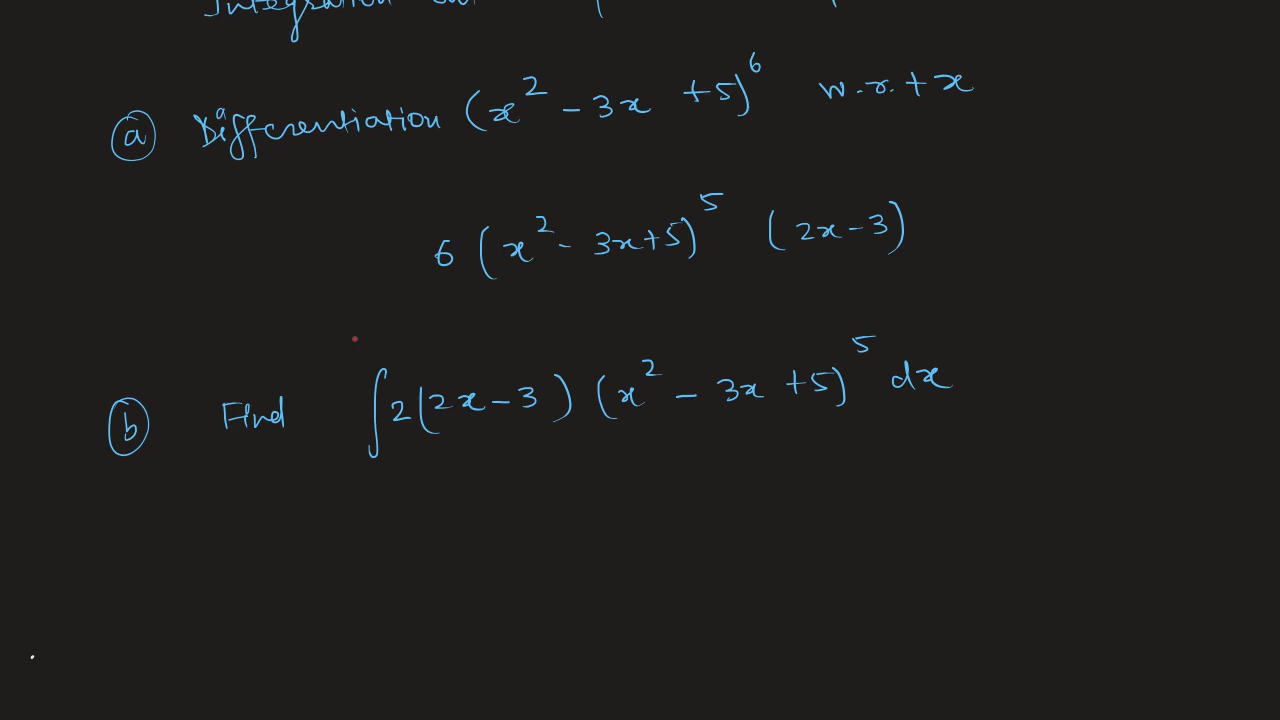 Integration
(a) Differentiation (x² - 3x +5)⁶ w.r.t x
6 (x² - 3x+5)⁵ (2x-3)
(b) Find ∫2(2x-3) (x² - 3x +5)⁵ dx